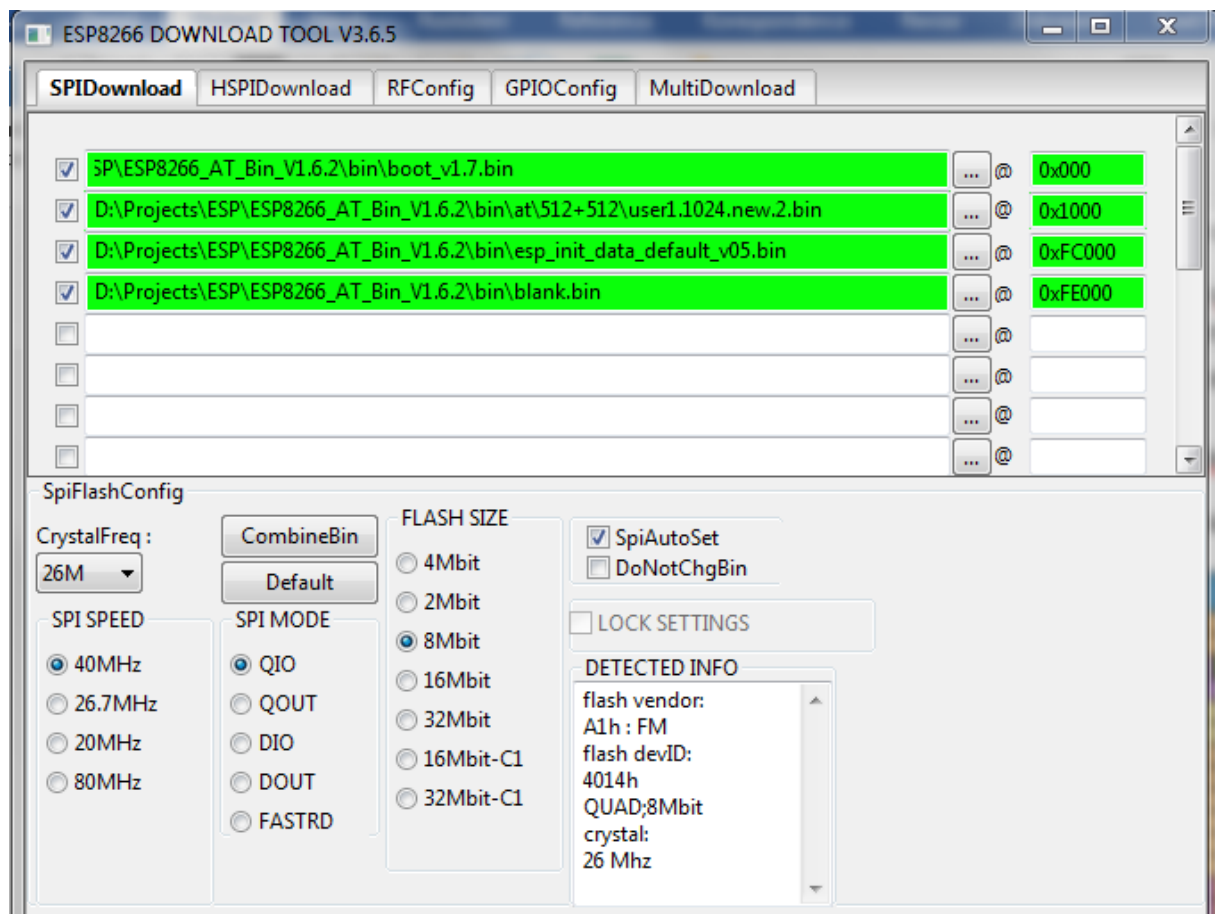 ESP8266 DOWNLOAD TOOL V3.6.5
SPIDownload HSPIDownload RFConfig GPIOConfig MultiDownload
SP\ESP8266_AT_Bin_V1.6.2\bin\boot_v1.7.bin ... @ 0x000
D:\Projects\ESP\ESP8266_AT_Bin_V1.6.2\bin\at\512+512\user1.1024.new.2.bin ... @ 0x1000
D:\Projects\ESP\ESP8266_AT_Bin_V1.6.2\bin\esp_init_data_default_v05.bin ... @ 0xFC000
D:\Projects\ESP\ESP8266_AT_Bin_V1.6.2\bin\blank.bin ... @ 0xFE000
... @
... @
... @
... @
SpiFlashConfig
CrystalFreq :
26M
CombineBin
Default
SPI SPEED
40MHz
26.7MHz
20MHz
80MHz
SPI MODE
QIO
QOUT
DIO
DOUT
FASTRD
FLASH SIZE
4Mbit
2Mbit
8Mbit
16Mbit
32Mbit
16Mbit-C1
32Mbit-C1
SpiAutoSet
DoNotChgBin
LOCK SETTINGS
DETECTED INFO
flash vendor:
A1h : FM
flash devID:
4014h
QUAD;8Mbit
crystal:
26 Mhz